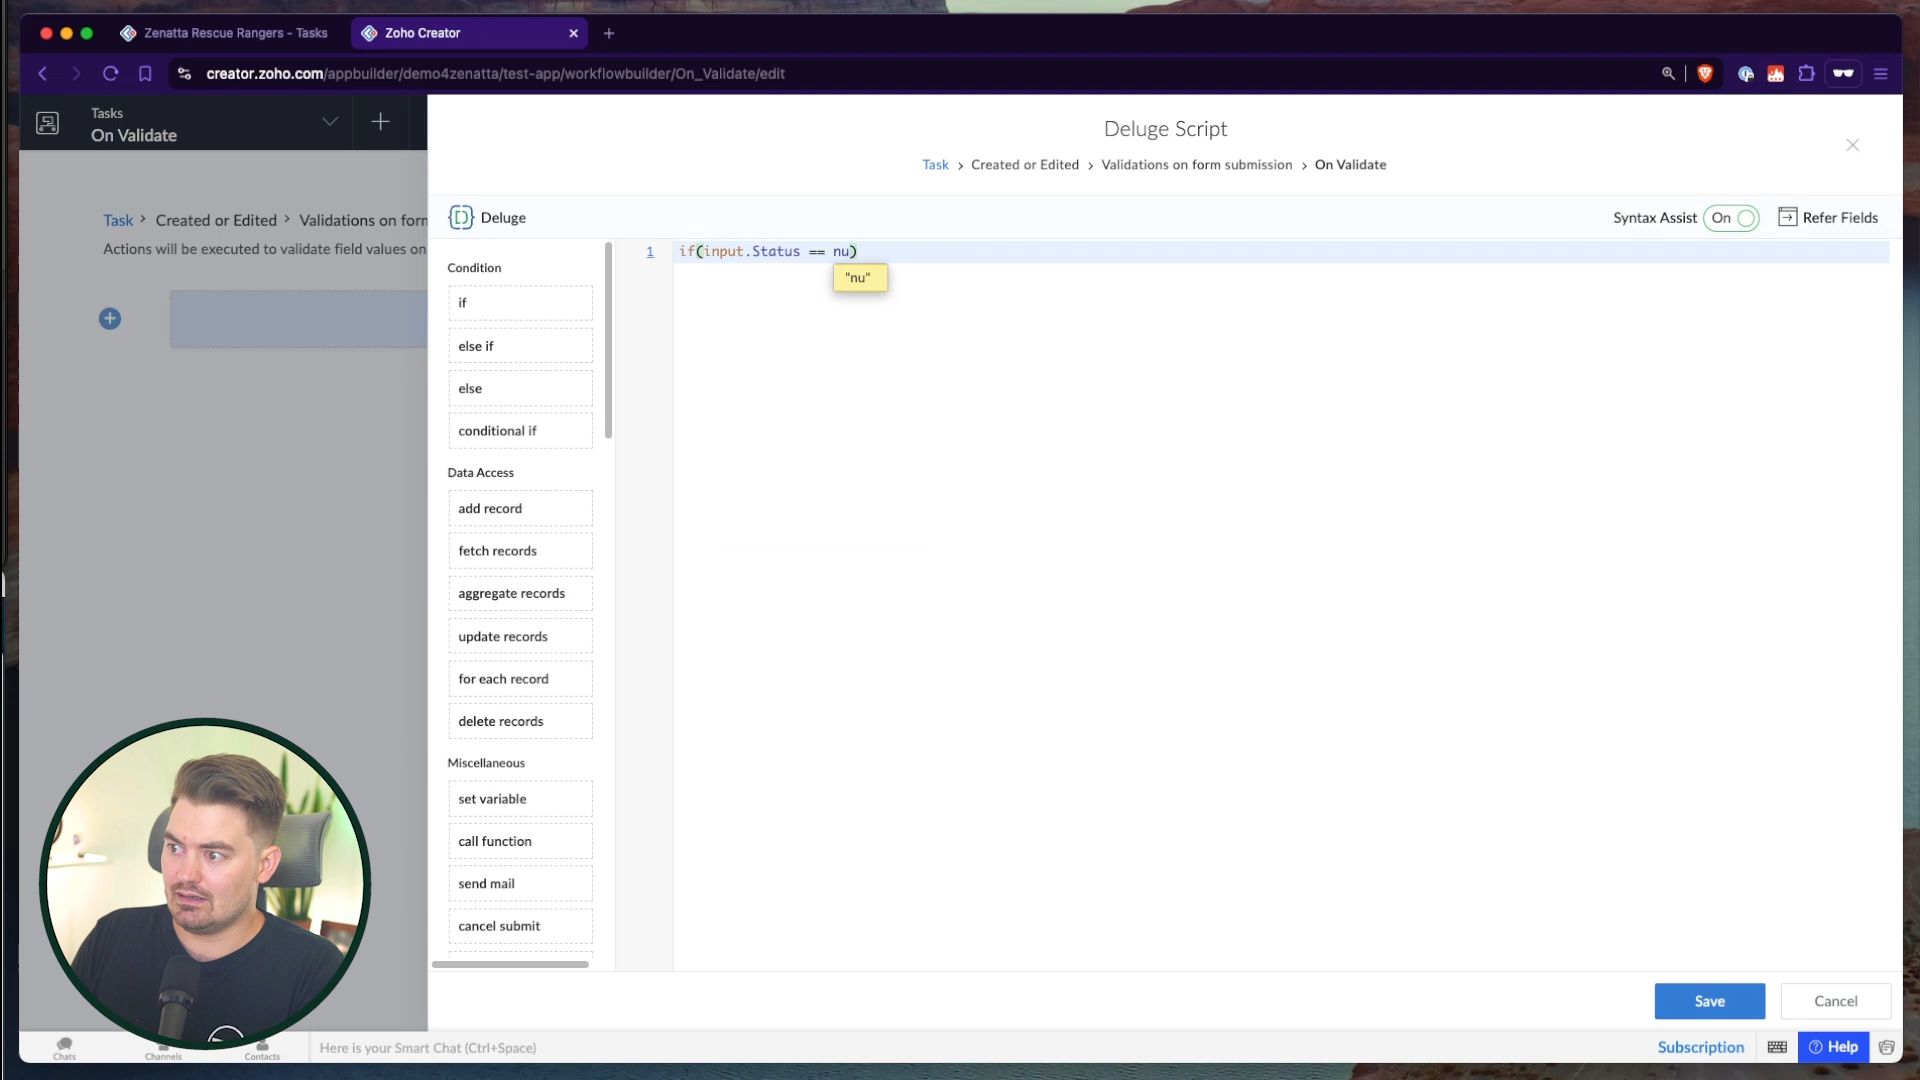 Zenatta Rescue Rangers - Tasks
Zoho Creator
creator.zoho.com/appbuilder/demo4zenatta/test-app/workflowbuilder/On_Validate/edit
Tasks
On Validate
Deluge Script
Task > Created or Edited > Validations on form submission > On Validate
Task > Created or Edited > Validations on form
Actions will be executed to validate field values on
Deluge
Syntax Assist On
Refer Fields
Condition
if
else if
else
conditional if
Data Access
add record
fetch records
aggregate records
update records
for each record
delete records
Miscellaneous
set variable
call function
send mail
cancel submit
1 if(input.Status == nu)
"nu"
Save
Cancel
Chats
Channels
Contacts
Here is your Smart Chat (Ctrl+Space)
Subscription
Help